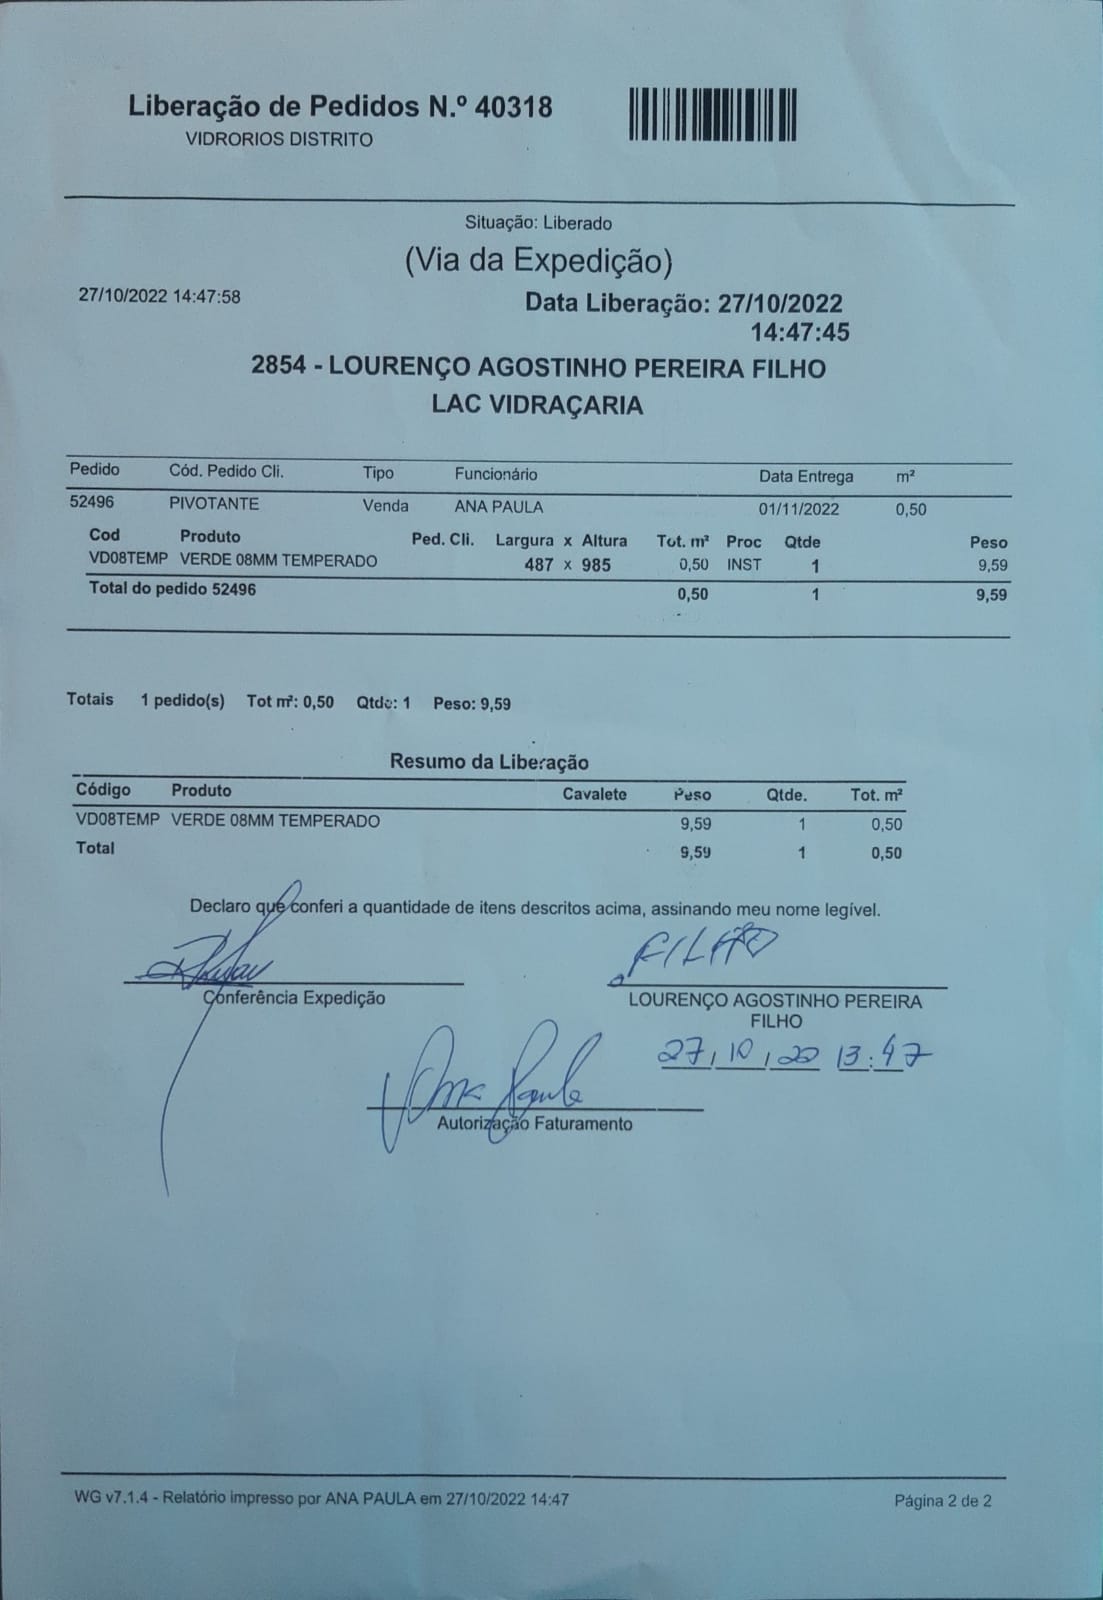 Liberação de Pedidos N.º 40318
VIDRORIOS DISTRITO
Situação: Liberado
(Via da Expedição)
27/10/2022 14:47:58
Data Liberação: 27/10/2022
14:47:45
2854 - LOURENÇO AGOSTINHO PEREIRA FILHO
LAC VIDRAÇARIA
Pedido Cód. Pedido Cli. Tipo Funcionário Data Entrega m²
52496 PIVOTANTE Venda ANA PAULA 01/11/2022 0,50
Cod Produto Ped. Cli. Largura x Altura Tot. m² Proc Qtde Peso
VD08TEMP VERDE 08MM TEMPERADO 487 x 985 0,50 INST 1 9,59
Total do pedido 52496 0,50 1 9,59
Totais 1 pedido(s) Tot m²: 0,50 Qtde: 1 Peso: 9,59
Resumo da Liberação
Código Produto Cavalete Peso Qtde. Tot. m²
VD08TEMP VERDE 08MM TEMPERADO 9,59 1 0,50
Total 9,59 1 0,50
Declaro que conferi a quantidade de itens descritos acima, assinando meu nome legível.
FILHO
Conferência Expedição
LOURENÇO AGOSTINHO PEREIRA
FILHO
27/10/22 13:47
Ana Paula
Autorização Faturamento
WG v7.1.4 - Relatório impresso por ANA PAULA em 27/10/2022 14:47
Página 2 de 2